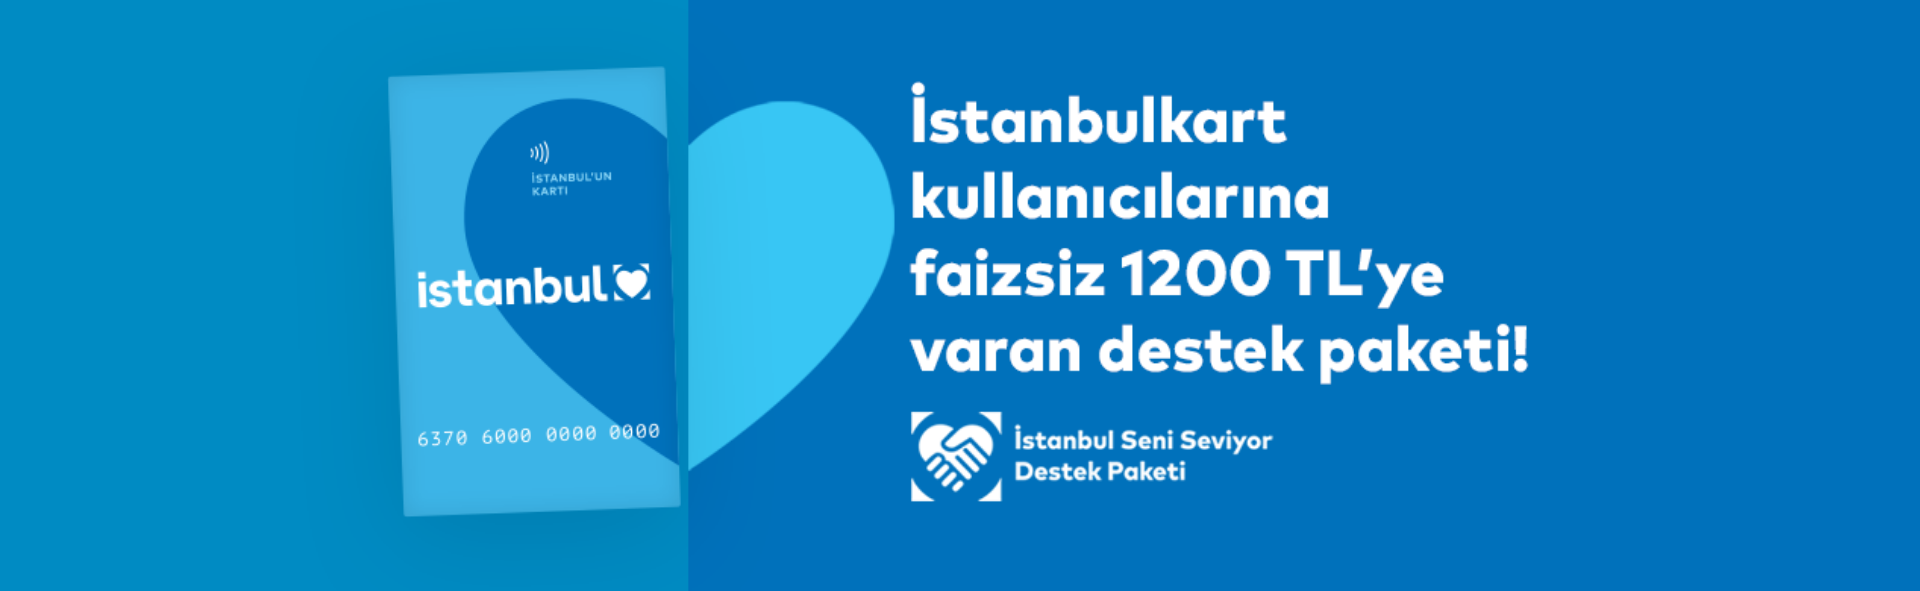 İSTANBUL'UN
KARTI
istanbul
6370 6000 0000 0000
İstanbulkart
kullanıcılarına
faizsiz 1200 TL'ye
varan destek paketi!
İstanbul Seni Seviyor
Destek Paketi